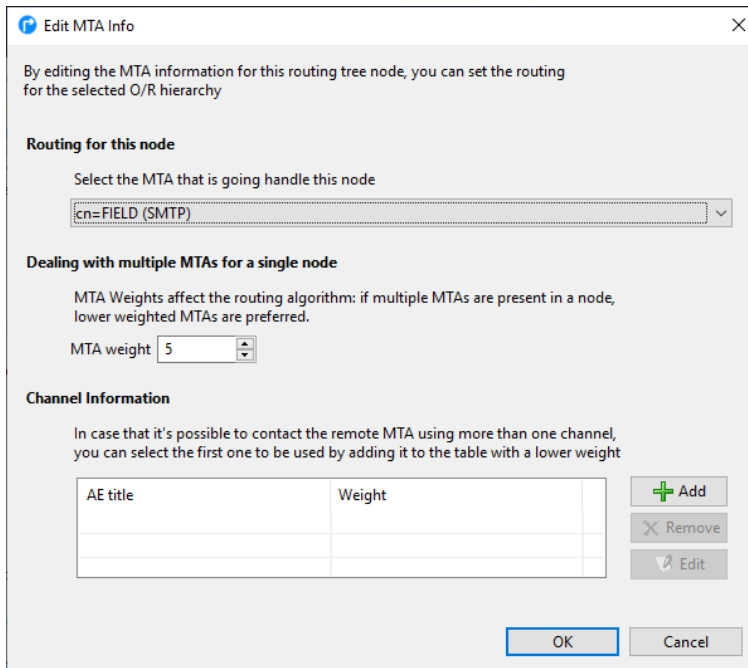 Edit MTA Info
By editing the MTA information for this routing tree node, you can set the routing
for the selected O/R hierarchy
Routing for this node
Select the MTA that is going handle this node
cn=FIELD (SMTP)
Dealing with multiple MTAs for a single node
MTA Weights affect the routing algorithm: if multiple MTAs are present in a node,
lower weighted MTAs are preferred.
MTA weight 5
Channel Information
In case that it's possible to contact the remote MTA using more than one channel,
you can select the first one to be used by adding it to the table with a lower weight
AE title Weight
Add
Remove
Edit
OK Cancel